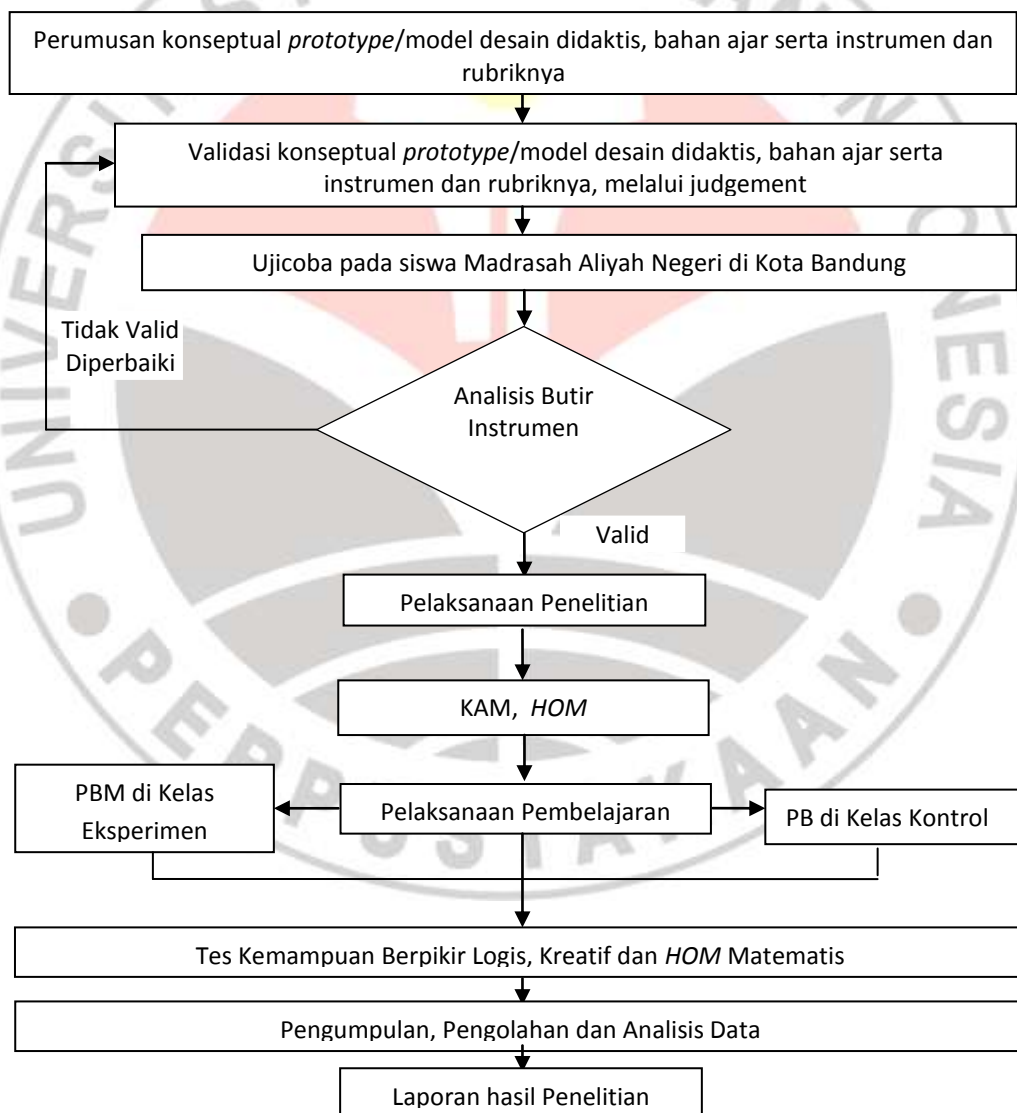 Perumusan konseptual prototype/model desain didaktis, bahan ajar serta instrumen dan
rubriknya
Validasi konseptual prototype/model desain didaktis, bahan ajar serta
instrumen dan rubriknya, melalui judgement
Ujicoba pada siswa Madrasah Aliyah Negeri di Kota Bandung
Tidak Valid
Diperbaiki
Analisis Butir
Instrumen
Valid
Pelaksanaan Penelitian
KAM, HOM
PBM di Kelas
Eksperimen
Pelaksanaan Pembelajaran
PB di Kelas Kontrol
Tes Kemampuan Berpikir Logis, Kreatif dan HOM Matematis
Pengumpulan, Pengolahan dan Analisis Data
Laporan hasil Penelitian
PERPUSTAKAAN